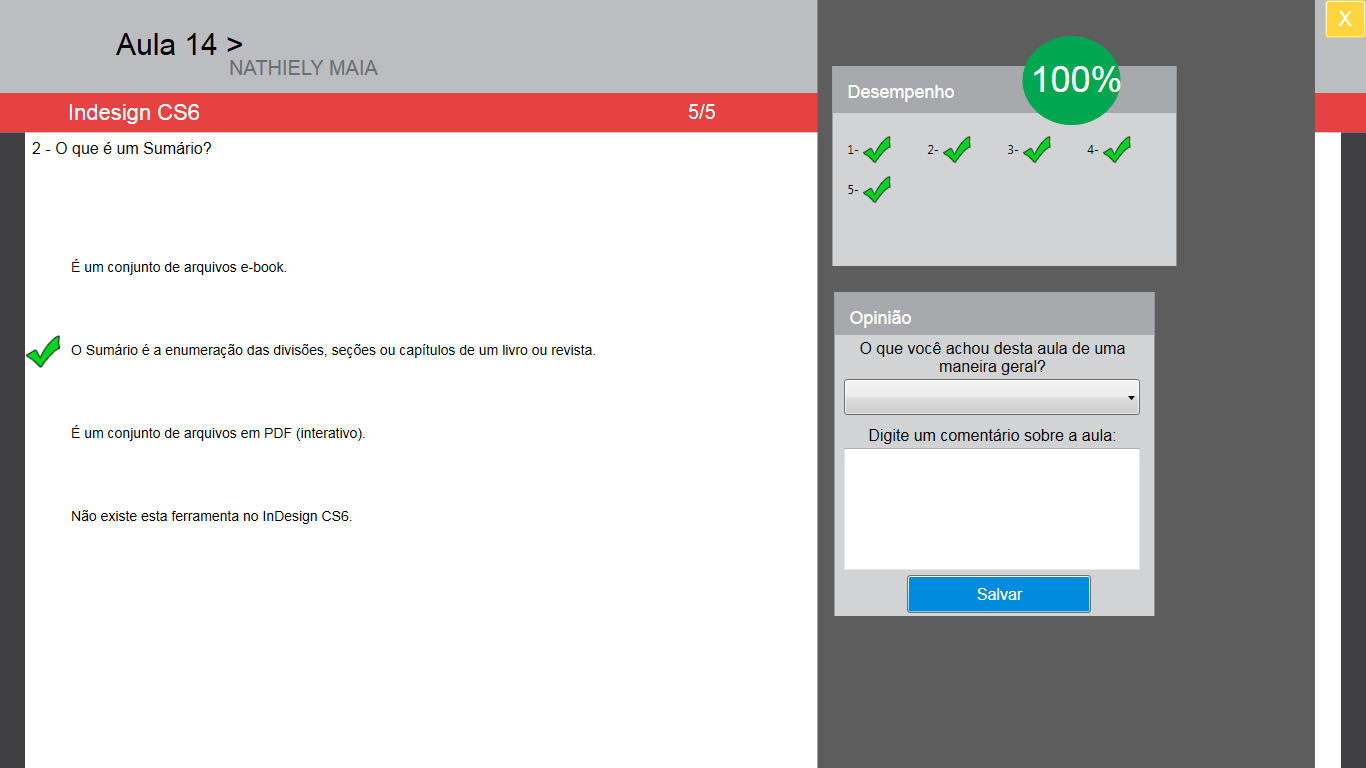 Aula 14 >
NATHIELY MAIA
Indesign CS6
5/5
2 - O que é um Sumário?
É um conjunto de arquivos e-book.
O Sumário é a enumeração das divisões, seções ou capítulos de um livro ou revista.
É um conjunto de arquivos em PDF (interativo).
Não existe esta ferramenta no InDesign CS6.
X
Desempenho
100%
1-
2-
3-
4-
5-
Opinião
O que você achou desta aula de uma
maneira geral?
Digite um comentário sobre a aula:
Salvar